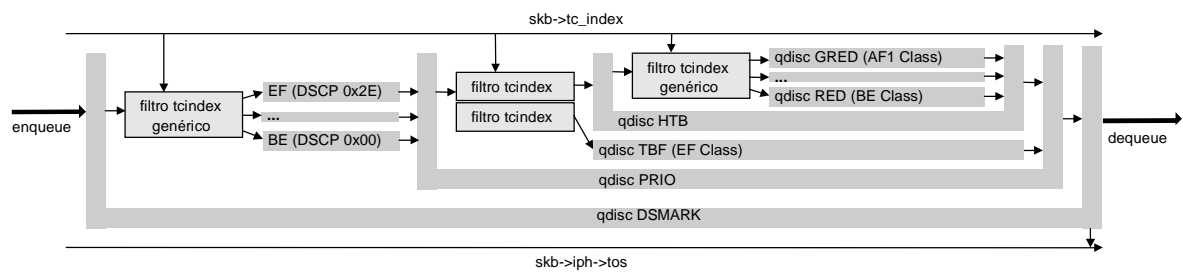 skb->tc_index
enqueue
filtro tcindex
genérico
EF (DSCP 0x2E)
...
BE (DSCP 0x00)
filtro tcindex
filtro tcindex
filtro tcindex
genérico
qdisc GRED (AF1 Class)
...
qdisc RED (BE Class)
qdisc HTB
qdisc TBF (EF Class)
qdisc PRIO
qdisc DSMARK
dequeue
skb->iph->tos